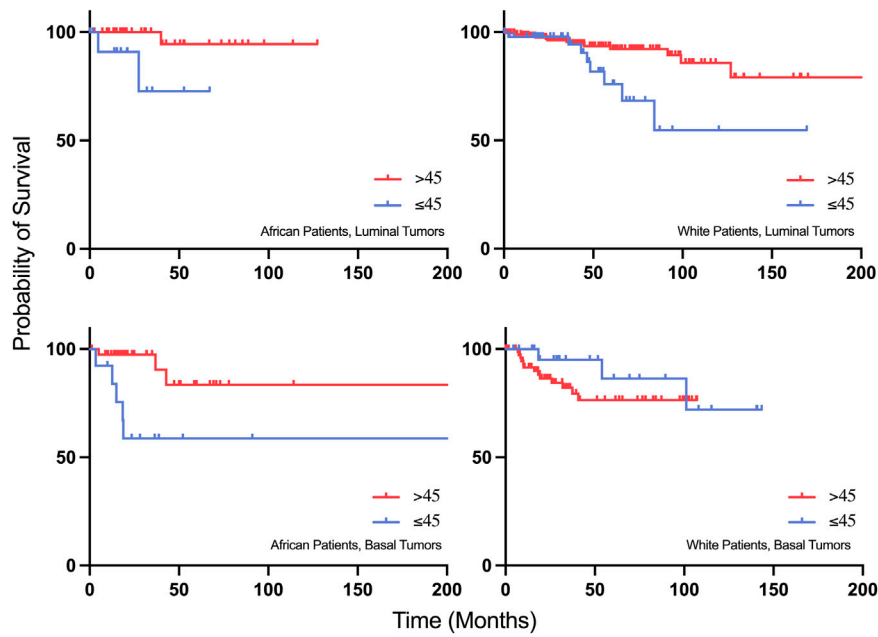 Probability of Survival
100
50
0
>45
≤45
African Patients, Luminal Tumors
0 50 100 150 200
100
50
0
>45
≤45
White Patients, Luminal Tumors
0 50 100 150 200
100
50
0
>45
≤45
African Patients, Basal Tumors
0 50 100 150 200
100
50
0
>45
≤45
White Patients, Basal Tumors
0 50 100 150 200
Time (Months)